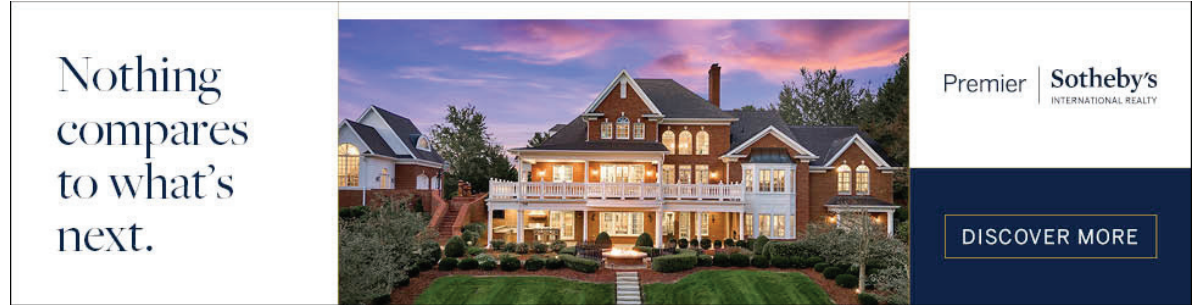 Nothing
compares
to what's
next.
Premier
Sotheby's
INTERNATIONAL REALTY
DISCOVER MORE